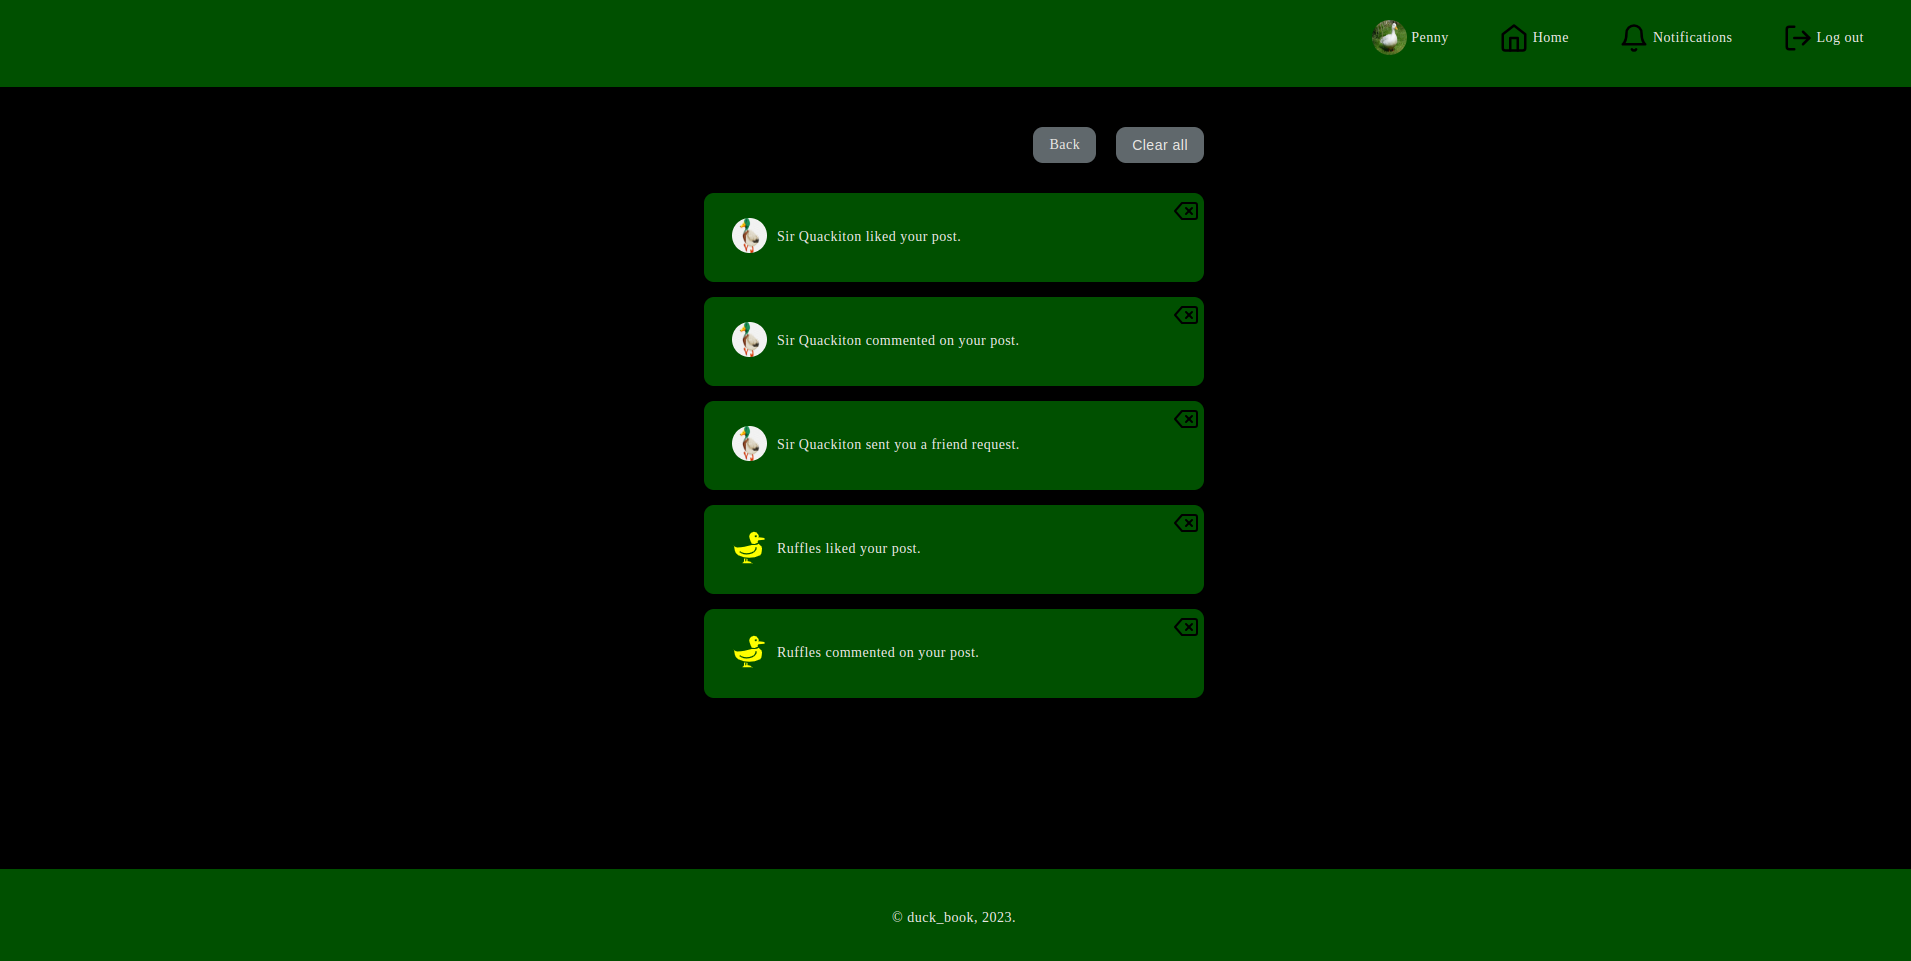 Penny Home Notifications Log out
Back Clear all
Sir Quackiton liked your post.
Sir Quackiton commented on your post.
Sir Quackiton sent you a friend request.
Ruffles liked your post.
Ruffles commented on your post.
© duck_book, 2023.